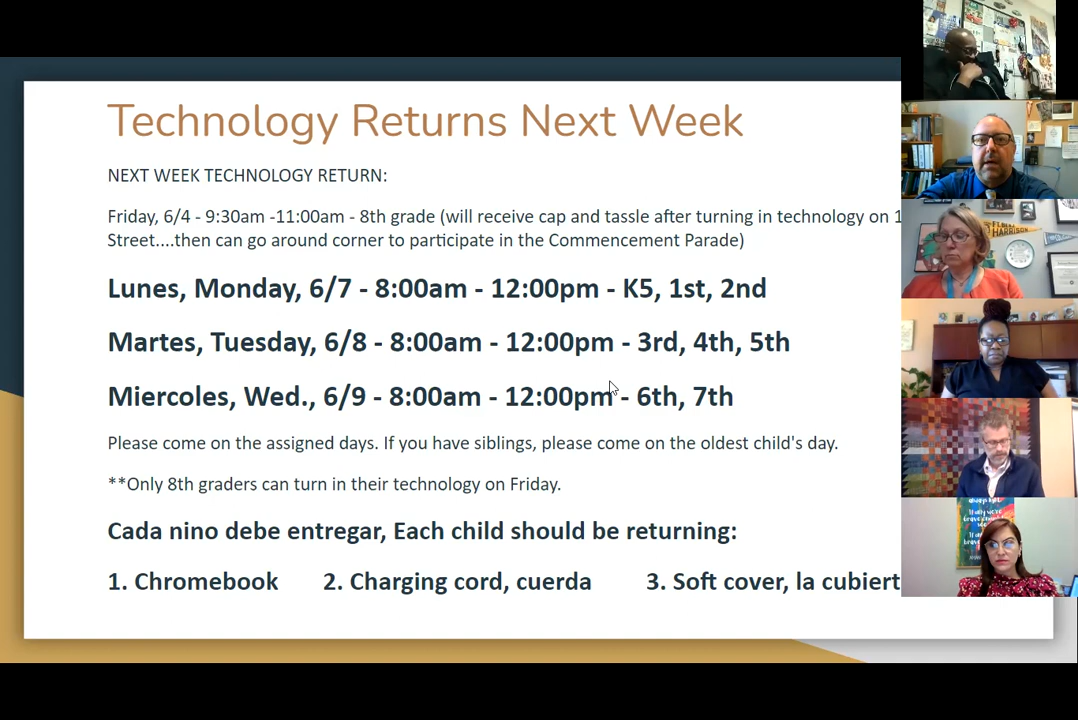 Technology Returns Next Week
NEXT WEEK TECHNOLOGY RETURN:
Friday, 6/4 - 9:30am -11:00am - 8th grade (will receive cap and tassle after turning in technology on
Street....then can go around corner to participate in the Commencement Parade)
Lunes, Monday, 6/7 - 8:00am - 12:00pm - K5, 1st, 2nd
Martes, Tuesday, 6/8 - 8:00am - 12:00pm - 3rd, 4th, 5th
Miercoles, Wed., 6/9 - 8:00am - 12:00pm - 6th, 7th
Please come on the assigned days. If you have siblings, please come on the oldest child's day.
**Only 8th graders can turn in their technology on Friday.
Cada nino debe entregar, Each child should be returning:
1. Chromebook 2. Charging cord, cuerda 3. Soft cover, la cubiert
HARRISON